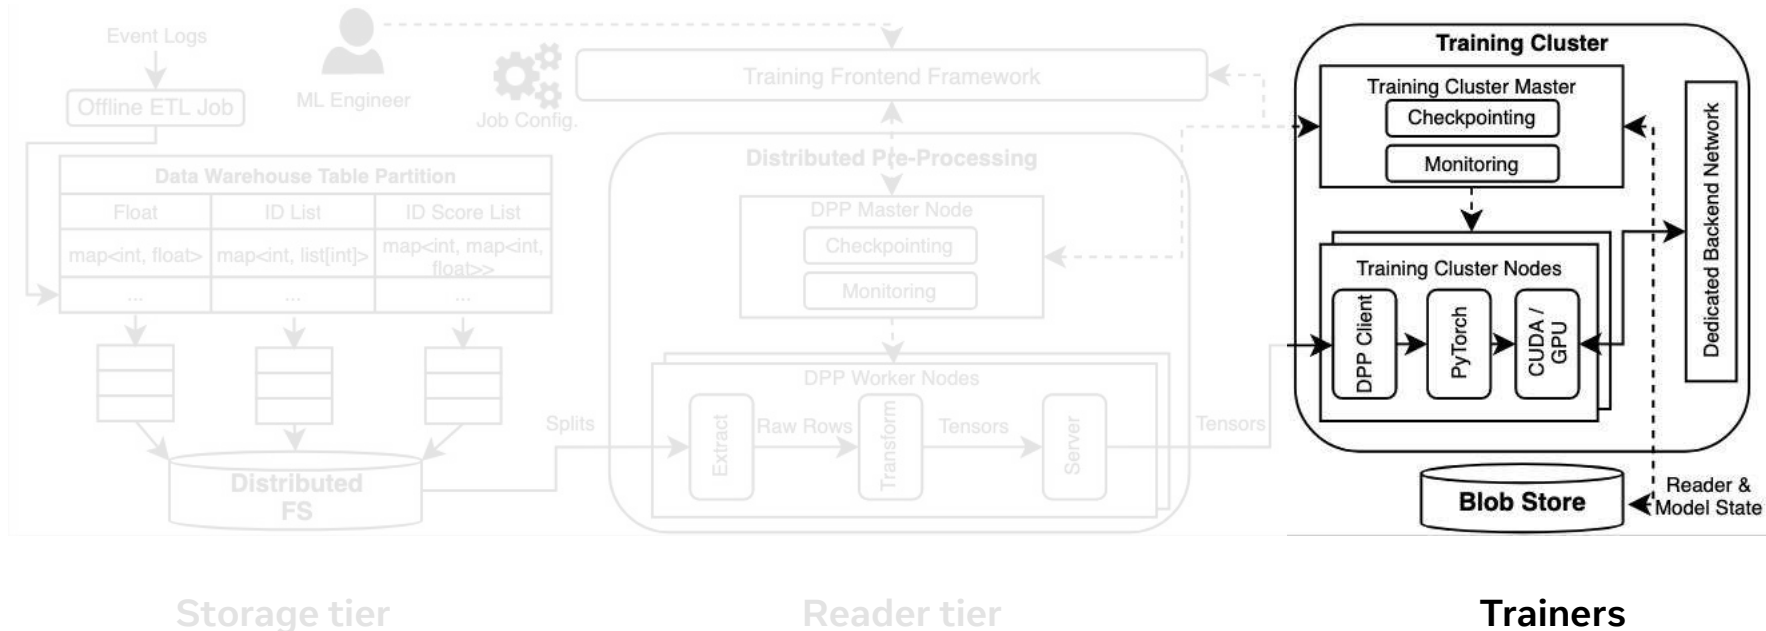 Event Logs
Offline ETL Job
ML Engineer
Job Config.
Training Frontend Framework
Data Warehouse Table Partition
Float
ID List
ID Score List
map<int, float>
map<int, list[int]>
map<int, map<int,
float>>
...
...
...
Distributed
FS
Splits
Distributed Pre-Processing
DPP Master Node
Checkpointing
Monitoring
DPP Worker Nodes
Extract
Raw Rows
Transform
Tensors
Server
Tensors
Training Cluster
Training Cluster Master
Checkpointing
Monitoring
Training Cluster Nodes
DPP Client
PyTorch
CUDA /
GPU
Dedicated Backend Network
Blob Store
Reader &
Model State
Storage tier
Reader tier
Trainers